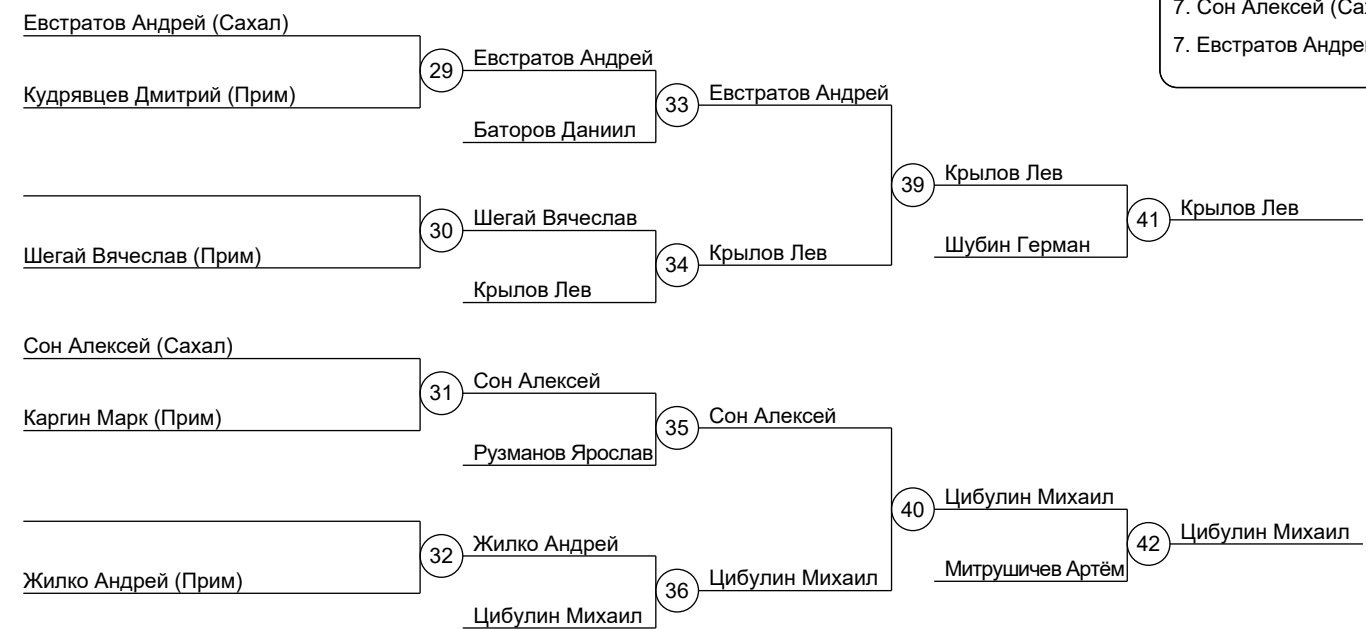 7. Сон Алексей
7. Евстратов
Евстратов Андрей (Сахал)
29
Евстратов Андрей
Кудрявцев Дмитрий (Прим)
33
Евстратов Андрей
Баторов Даниил
39
Крылов Лев
30
Шегай Вячеслав
41
Крылов Лев
Шегай Вячеслав (Прим)
34
Крылов Лев
Шубин Герман
Крылов Лев
Сон Алексей (Сахал)
31
Сон Алексей
Каргин Марк (Прим)
35
Сон Алексей
Рузманов Ярослав
40
Цибулин Михаил
32
Жилко Андрей
42
Цибулин Михаил
Жилко Андрей (Прим)
36
Цибулин Михаил
Митрушичев Артём
Цибулин Михаил